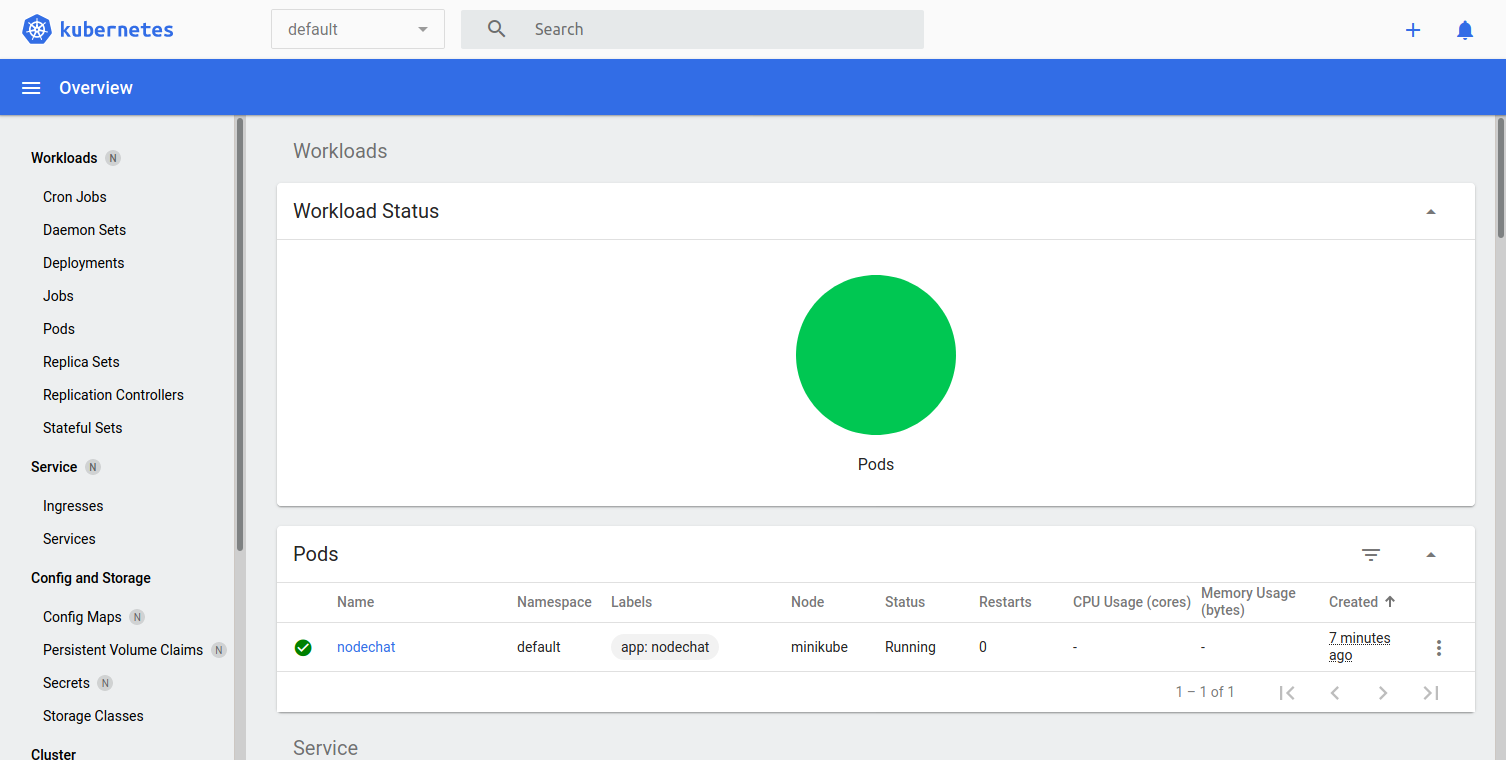 kubernetes
default
Search
Overview
Workloads N
Cron Jobs
Daemon Sets
Deployments
Jobs
Pods
Replica Sets
Replication Controllers
Stateful Sets
Service N
Ingresses
Services
Config and Storage
Config Maps N
Persistent Volume Claims N
Secrets N
Storage Classes
Cluster
Workloads
Workload Status
Pods
Pods
Name Namespace Labels Node Status Restarts CPU Usage (cores) Memory Usage
(bytes) Created
nodechat default app: nodechat minikube Running 0 - - 7 minutes
ago
1 – 1 of 1
Service